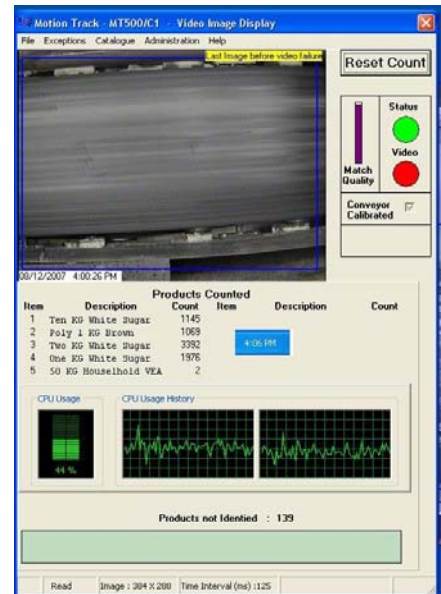 Motion Track - MT500/C1 - Video Image Display
File Exceptions Catalogue Administration Help
Last Image before video failure
Reset Count
Status
Video
Match
Quality
Conveyor
Calibrated
08/12/2007 4:00:26 PM
Products Counted
Item Description Count Item Description Count
1 Ten KG White Sugar 1145
2 Poly 1 KG Brown 1069
3 Two KG White Sugar 3392
4 One KG White Sugar 1976
5 50 KG Houselhold VEA 2
4:06 PM
CPU Usage
CPU Usage History
44 %
Products not Identied : 139
Read Image : 384 X 288 Time Interval (ms) :125